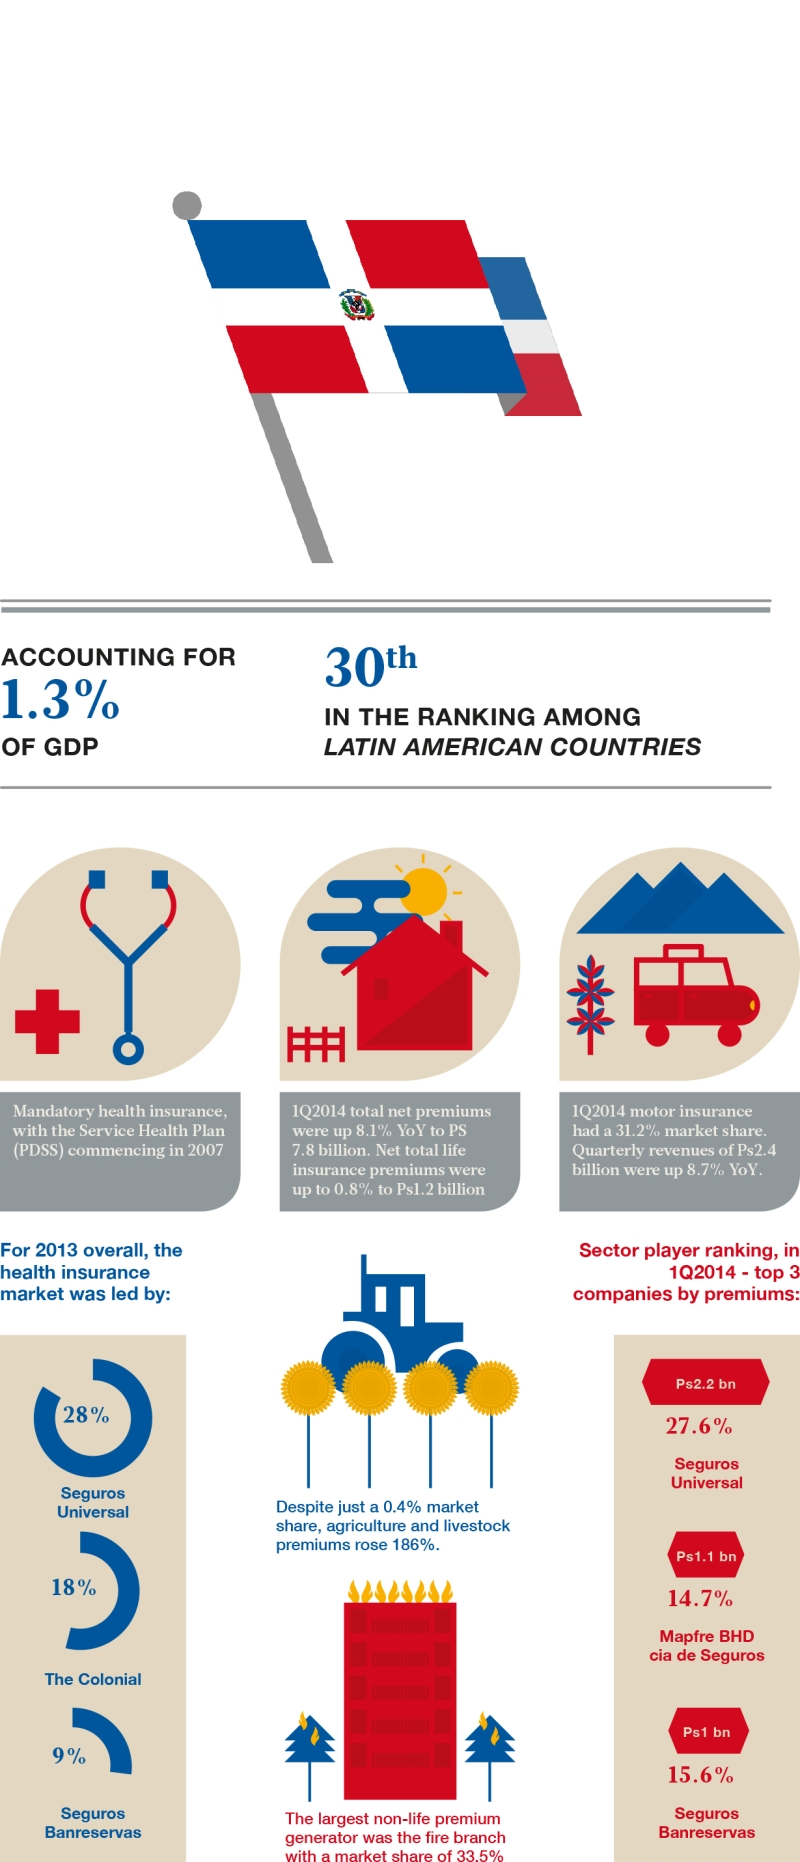 ACCOUNTING FOR
1.3%
OF GDP
30th
IN THE RANKING AMONG
LATIN AMERICAN COUNTRIES
Mandatory health insurance,
with the Service Health Plan
(PDSS) commencing in 2007
1Q2014 total net premiums
were up 8.1% YoY to PS
7.8 billion. Net total life
insurance premiums were
up to 0.8% to Ps1.2 billion
1Q2014 motor insurance
had a 31.2% market share.
Quarterly revenues of Ps2.4
billion were up 8.7% YoY.
For 2013 overall, the
health insurance
market was led by:
28%
Seguros
Universal
18%
The Colonial
9%
Seguros
Banreservas
Despite just a 0.4% market
share, agriculture and livestock
premiums rose 186%.
The largest non-life premium
generator was the fire branch
with a market share of 33.5%
Sector player ranking, in
1Q2014 - top 3
companies by premiums:
Ps2.2 bn
27.6%
Seguros
Universal
Ps1.1 bn
14.7%
Mapfre BHD
cia de Seguros
Ps1 bn
15.6%
Seguros
Banreservas